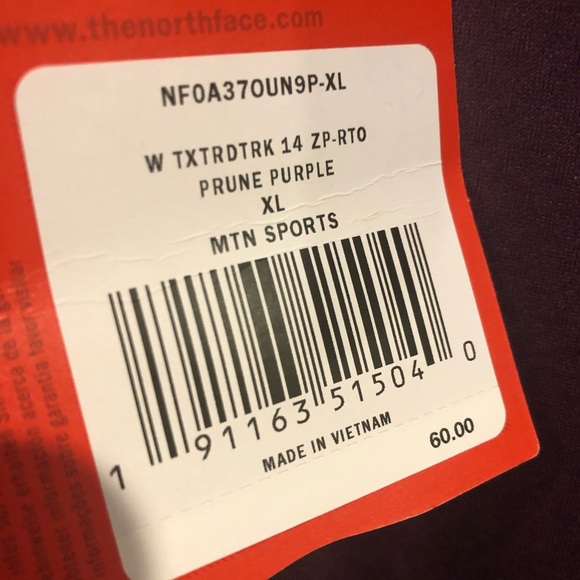 www.thenorthface.com
NF0A37OUN9P-XL
W TXTRDTRK 14 ZP-RTO
PRUNE PURPLE
XL
MTN SPORTS
1 91163 51504 0
MADE IN VIETNAM
60.00